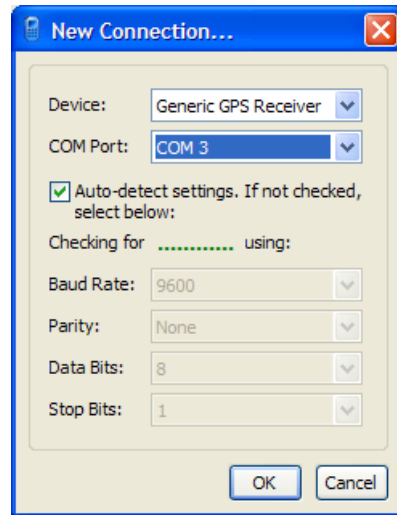 New Connection...
Device: Generic GPS Receiver
COM Port: COM 3
Auto-detect settings. If not checked,
select below:
Checking for ............ using:
Baud Rate: 9600
Parity: None
Data Bits: 8
Stop Bits: 1
OK Cancel